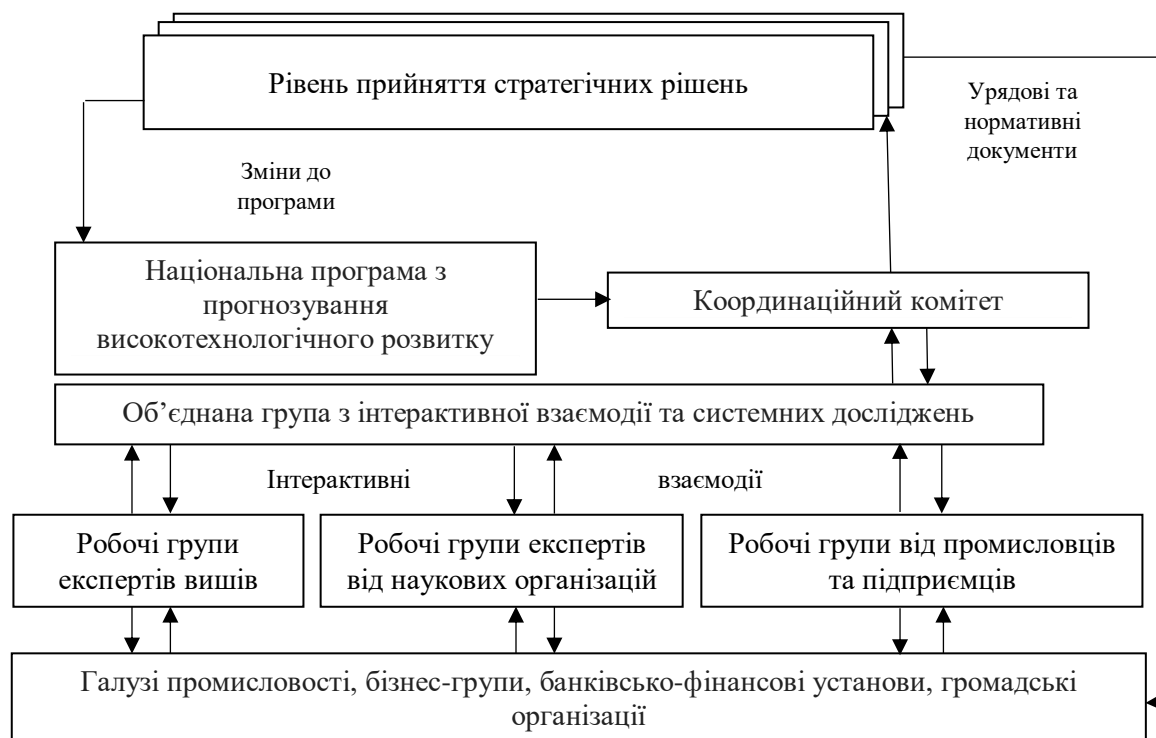 Рівень прийняття стратегічних рішень
Урядові та
нормативні
документи
Зміни до
програми
Національна програма з
прогнозування
високотехнологічного розвитку
Координаційний комітет
Об’єднана група з інтерактивної взаємодії та системних досліджень
Інтерактивні взаємодії
Робочі групи
експертів вишів
Робочі групи експертів
від наукових організацій
Робочі групи від промисловців
та підприємців
Галузі промисловості, бізнес-групи, банківсько-фінансові установи, громадські
організації